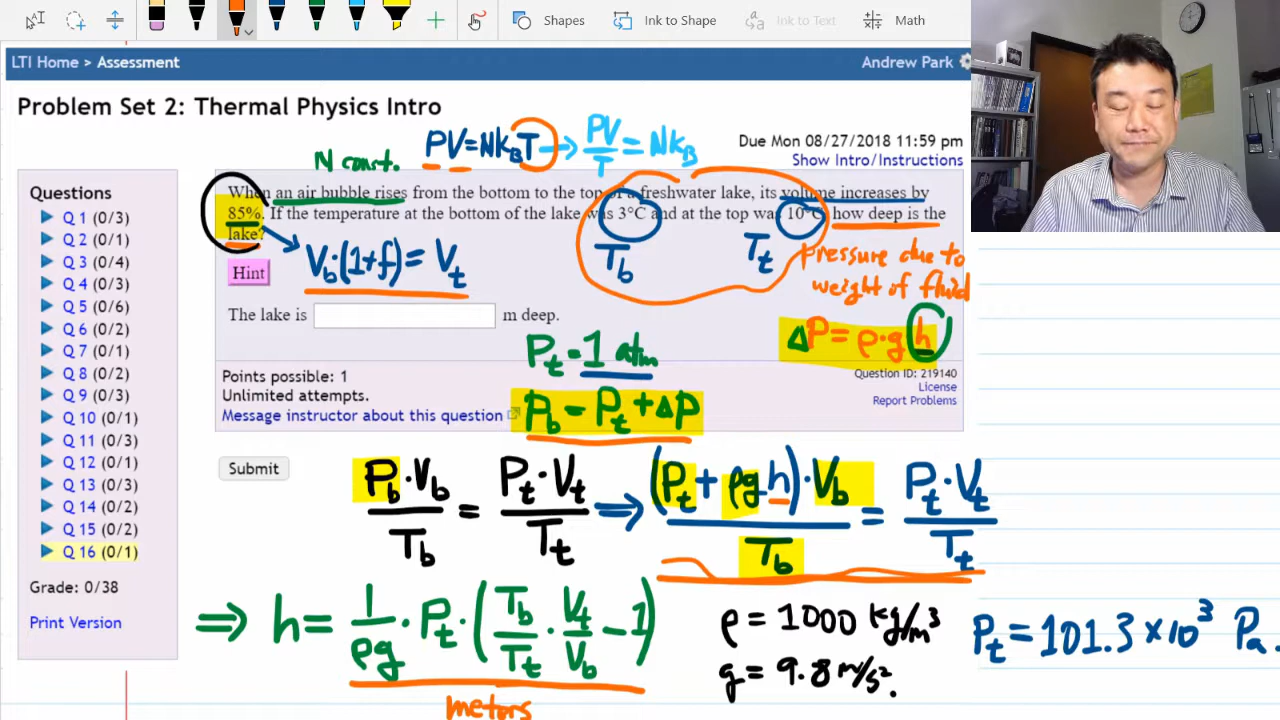 Shapes
Ink to Shape
Ink to Text
Math
LTI Home > Assessment
Andrew Park
Problem Set 2: Thermal Physics Intro
PV=NkBT → PV/T = NkB
N const.
Due Mon 08/27/2018 11:59 pm
Show Intro/Instructions
Questions
Q 1 (0/3)
Q 2 (0/1)
Q 3 (0/4)
Q 4 (0/3)
Q 5 (0/6)
Q 6 (0/2)
Q 7 (0/1)
Q 8 (0/2)
Q 9 (0/3)
Q 10 (0/1)
Q 11 (0/3)
Q 12 (0/1)
Q 13 (0/3)
Q 14 (0/2)
Q 15 (0/2)
Q 16 (0/1)
Grade: 0/38
Print Version
When an air bubble rises from the bottom to the top of a freshwater lake, its volume increases by
85%. If the temperature at the bottom of the lake was 3°C and at the top was 10°C, how deep is the
lake?
Vb·(1+f) = Vt
Tb
Tt
pressure due to
weight of fluid
Hint
The lake is m deep.
ΔP = ρ·g h
Pt = 1 atm
Pb = Pt + ΔP
Points possible: 1
Unlimited attempts.
Message instructor about this question
Question ID: 219140
License
Report Problems
Submit
Pb·Vb/Tb = Pt·Vt/Tt ⇒ (Pt + ρgh)·Vb/Tb = Pt·Vt/Tt
⇒ h = 1/ρg · Pt · (Tb/Tt · Vt/Vb − 1)
meters
ρ = 1000 kg/m³
g = 9.8 m/s².
Pt = 101.3 × 10³ Pa.